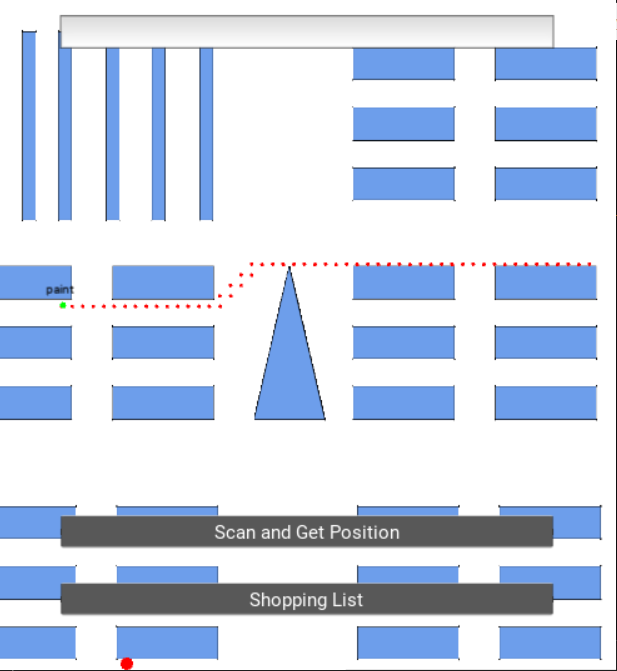 paint
Scan and Get Position
Shopping List